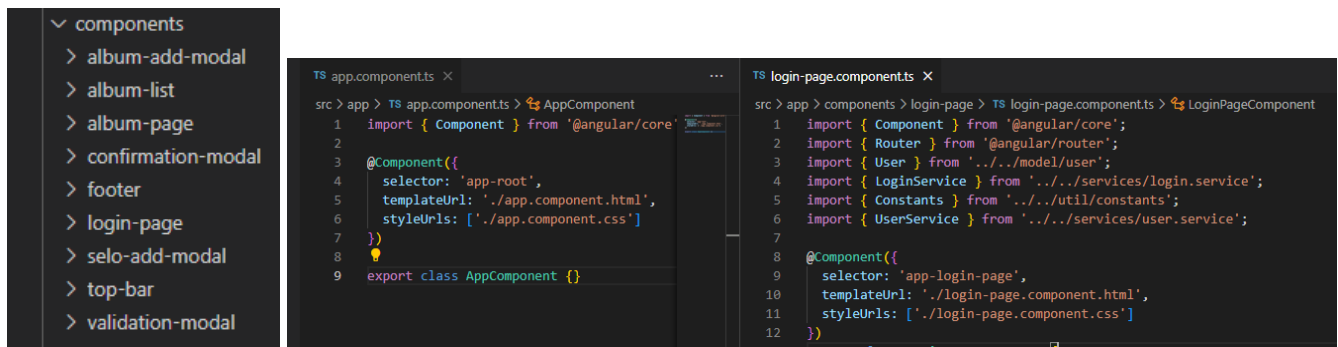 components
album-add-modal
album-list
album-page
confirmation-modal
footer
login-page
selo-add-modal
top-bar
validation-modal
TS app.component.ts ×
···
src > app > TS app.component.ts > AppComponent
1 import { Component } from '@angular/core'
2
3 @Component({
4 selector: 'app-root',
5 templateUrl: './app.component.html',
6 styleUrls: ['./app.component.css']
7 })
8
9 export class AppComponent {}
TS login-page.component.ts ×
src > app > components > login-page > TS login-page.component.ts > LoginPageComponent
1 import { Component } from '@angular/core';
2 import { Router } from '@angular/router';
3 import { User } from '../../model/user';
4 import { LoginService } from '../../services/login.service';
5 import { Constants } from '../../util/constants';
6 import { UserService } from '../../services/user.service';
7
8 @Component({
9 selector: 'app-login-page',
10 templateUrl: './login-page.component.html',
11 styleUrls: ['./login-page.component.css']
12 })